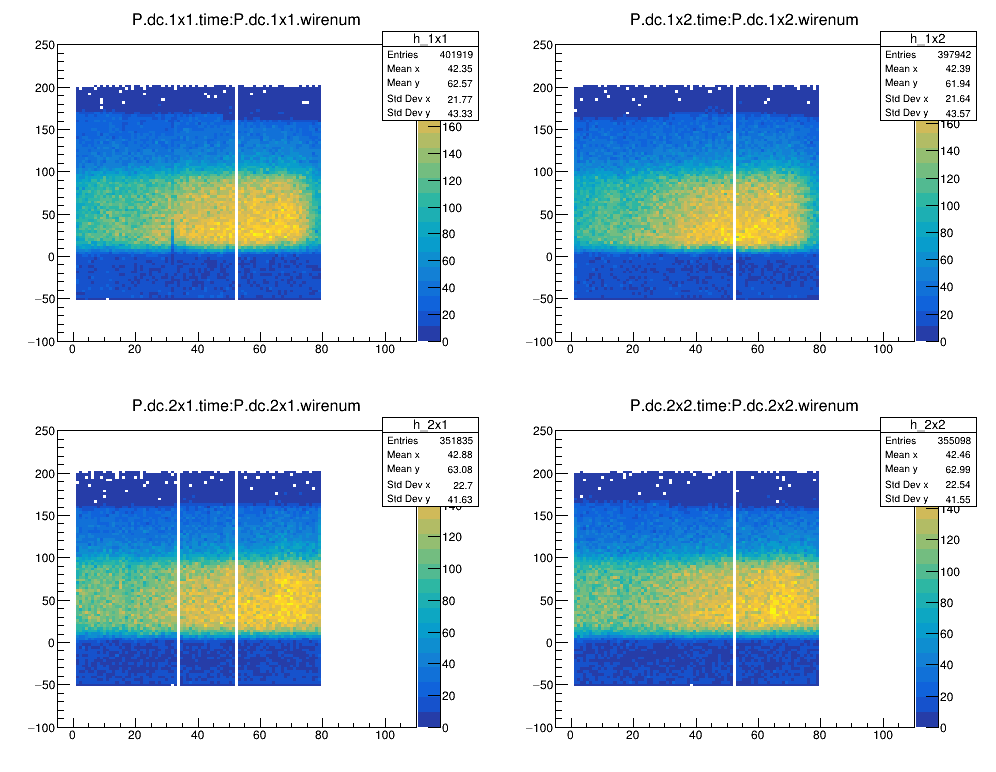 P.dc.1x1.time:P.dc.1x1.wirenum
h_1x1
Entries 401919
Mean x 42.35
Mean y 62.57
Std Dev x 21.77
Std Dev y 43.33
250
200
150
100
50
0
−50
−100
0 20 40 60 80 100
160
140
120
100
80
60
40
20
0
P.dc.1x2.time:P.dc.1x2.wirenum
h_1x2
Entries 397942
Mean x 42.39
Mean y 61.94
Std Dev x 21.64
Std Dev y 43.57
250
200
150
100
50
0
−50
−100
0 20 40 60 80 100
160
140
120
100
80
60
40
20
0
P.dc.2x1.time:P.dc.2x1.wirenum
h_2x1
Entries 351835
Mean x 42.88
Mean y 63.08
Std Dev x 22.7
Std Dev y 41.63
250
200
150
100
50
0
−50
−100
0 20 40 60 80 100
140
120
100
80
60
40
20
0
P.dc.2x2.time:P.dc.2x2.wirenum
h_2x2
Entries 355098
Mean x 42.46
Mean y 62.99
Std Dev x 22.54
Std Dev y 41.55
250
200
150
100
50
0
−50
−100
0 20 40 60 80 100
140
120
100
80
60
40
20
0